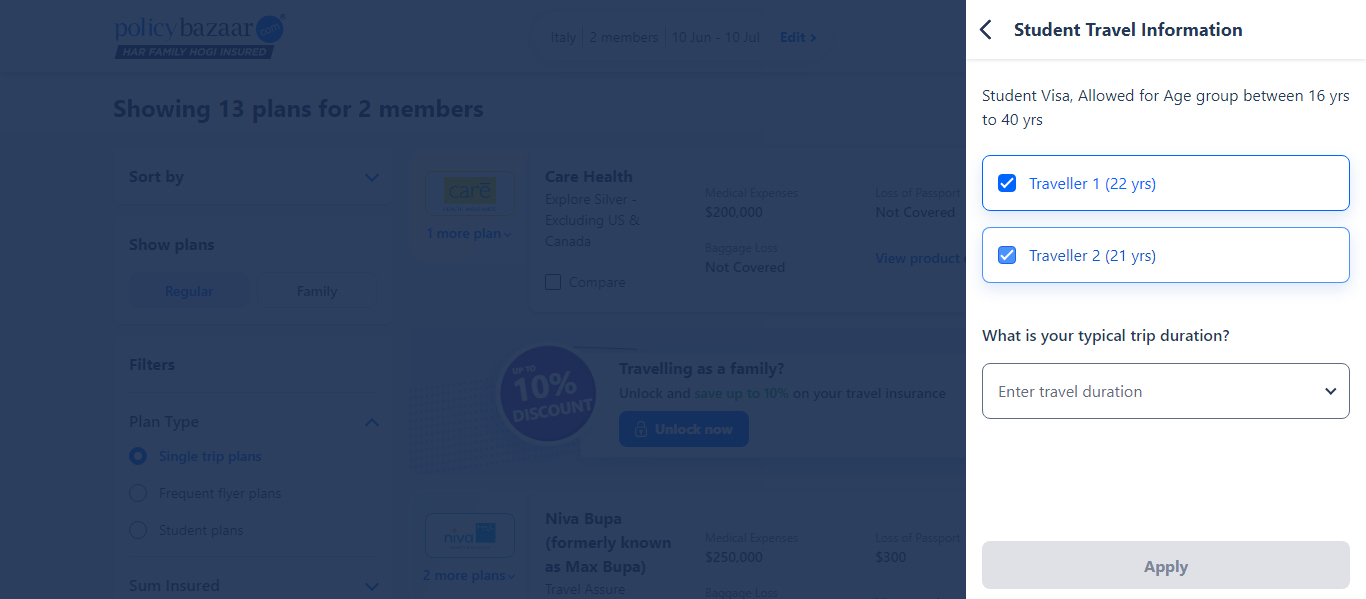 policybazaar.com
HAR FAMILY HOGI INSURED
Italy 2 members 10 Jun - 10 Jul Edit
Showing 13 plans for 2 members
Sort by
Show plans
Regular Family
Filters
Plan Type
Single trip plans
Frequent flyer plans
Student plans
Sum Insured
care
1 more plan
Care Health
Explore Silver -
Excluding US &
Canada
Compare
Medical Expenses
$200,000
Loss of Passport
Not Covered
Baggage Loss
Not Covered
View product
UP TO
10%
DISCOUNT
Travelling as a family?
Unlock and save up to 10% on your travel insurance
Unlock now
niva
2 more plans
Niva Bupa
(formerly known
as Max Bupa)
Travel Assure
Medical Expenses
$250,000
Loss of Passport
$300
Baggage Loss
Student Travel Information
Student Visa, Allowed for Age group between 16 yrs
to 40 yrs
Traveller 1 (22 yrs)
Traveller 2 (21 yrs)
What is your typical trip duration?
Enter travel duration
Apply